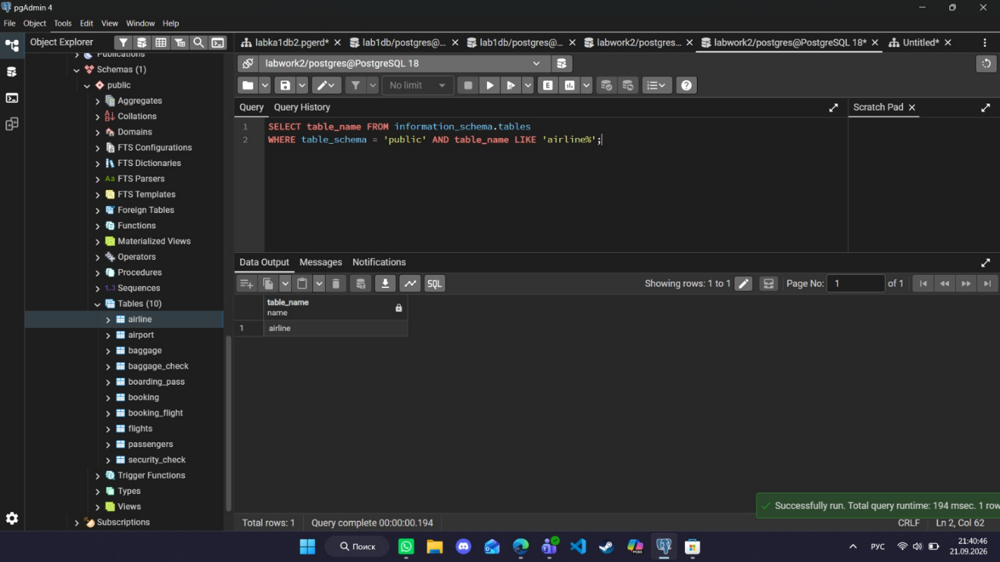 pgAdmin 4
File Object Tools Edit View Window Help
Object Explorer
labka1db2.pgerd* lab1db/postgres@... lab1db/postgres@... labwork2/postgres... labwork2/postgres@PostgreSQL 18* Untitled*
Publications
Schemas (1)
public
Aggregates
Collations
Domains
FTS Configurations
FTS Dictionaries
Aa FTS Parsers
FTS Templates
Foreign Tables
Functions
Materialized Views
Operators
Procedures
1..3 Sequences
Tables (10)
airline
airport
baggage
baggage_check
boarding_pass
booking
booking_flight
flights
passengers
security_check
Trigger Functions
Types
Views
Subscriptions
labwork2/postgres@PostgreSQL 18
No limit
E
Query Query History
Scratch Pad
1 SELECT table_name FROM information_schema.tables
2 WHERE table_schema = 'public' AND table_name LIKE 'airline%';
Data Output Messages Notifications
SQL
Showing rows: 1 to 1
Page No: 1 of 1
table_name
name
1 airline
Successfully run. Total query runtime: 194 msec. 1 row
Total rows: 1 Query complete 00:00:00.194
CRLF Ln 2, Col 62
Поиск
РУС
21:40:46
21.09.2026